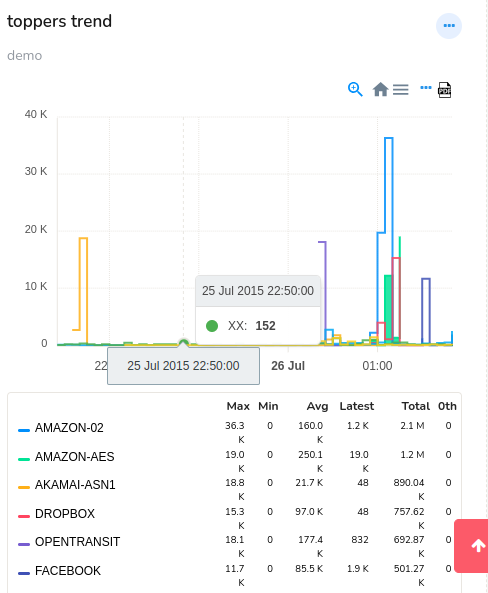 toppers trend
demo
PDF
40 K
30 K
20 K
10 K
0
25 Jul 2015 22:50:00
XX: 152
22
25 Jul 2015 22:50:00
26 Jul
01:00
Max Min Avg Latest Total 0th
AMAZON-02 36.3 K 0 160.0 K 1.2 K 2.1 M 0
AMAZON-AES 19.0 K 0 250.1 K 19.0 K 1.2 M 0
AKAMAI-ASN1 18.8 K 0 21.7 K 48 890.04 K 0
DROPBOX 15.3 K 0 97.0 K 48 757.62 K 0
OPENTRANSIT 18.1 K 0 177.4 K 832 692.87 K 0
FACEBOOK 11.7 K 0 85.5 K 1.9 K 501.27 K 0